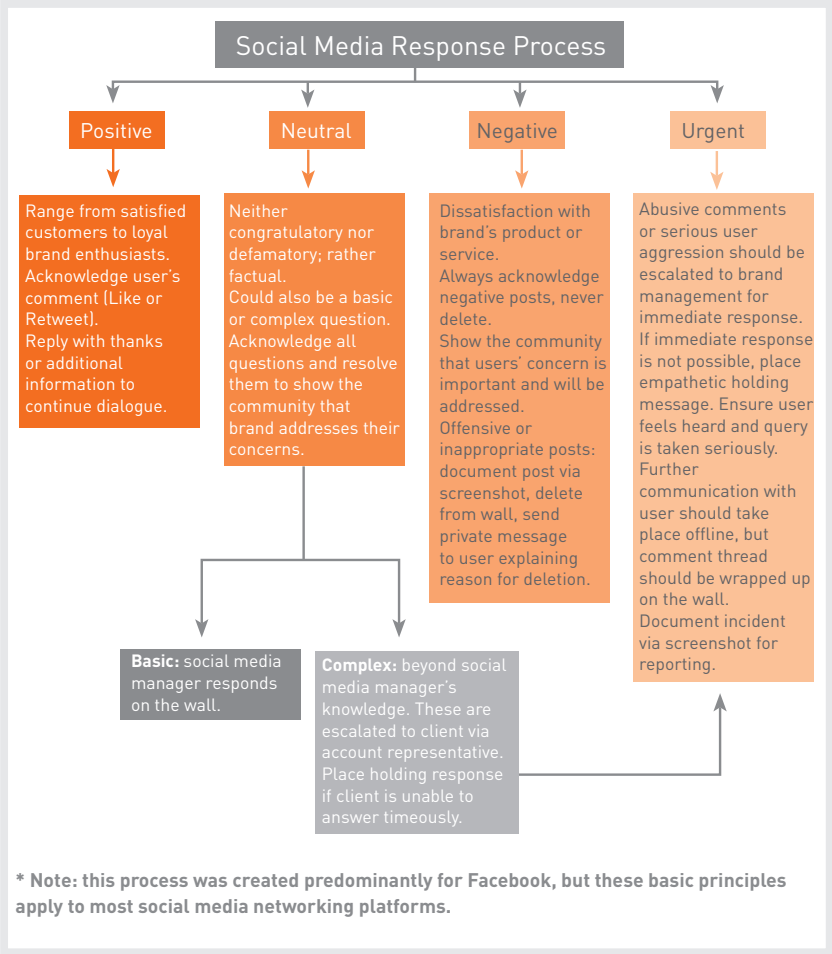 Social Media Response Process
Positive
Neutral
Negative
Urgent
Range from satisfied
customers to loyal
brand enthusiasts.
Acknowledge user's
comment (Like or
Retweet).
Reply with thanks
or additional
information to
continue dialogue.
Neither
congratulatory nor
defamatory; rather
factual.
Could also be a basic
or complex question.
Acknowledge all
questions and resolve
them to show the
community that
brand addresses their
concerns.
Dissatisfaction with
brand's product or
service.
Always acknowledge
negative posts, never
delete.
Show the community
that users' concern is
important and will be
addressed.
Offensive or
inappropriate posts:
document post via
screenshot, delete
from wall, send
private message
to user explaining
reason for deletion.
Abusive comments
or serious user
aggression should be
escalated to brand
management for
immediate response.
If immediate response
is not possible, place
empathetic holding
message. Ensure user
feels heard and query
is taken seriously.
Further
communication with
user should take
place offline, but
comment thread
should be wrapped up
on the wall.
Document incident
via screenshot for
reporting.
Basic: social media
manager responds
on the wall.
Complex: beyond social
media manager's
knowledge. These are
escalated to client via
account representative.
Place holding response
if client is unable to
answer timeously.
* Note: this process was created predominantly for Facebook, but these basic principles
apply to most social media networking platforms.